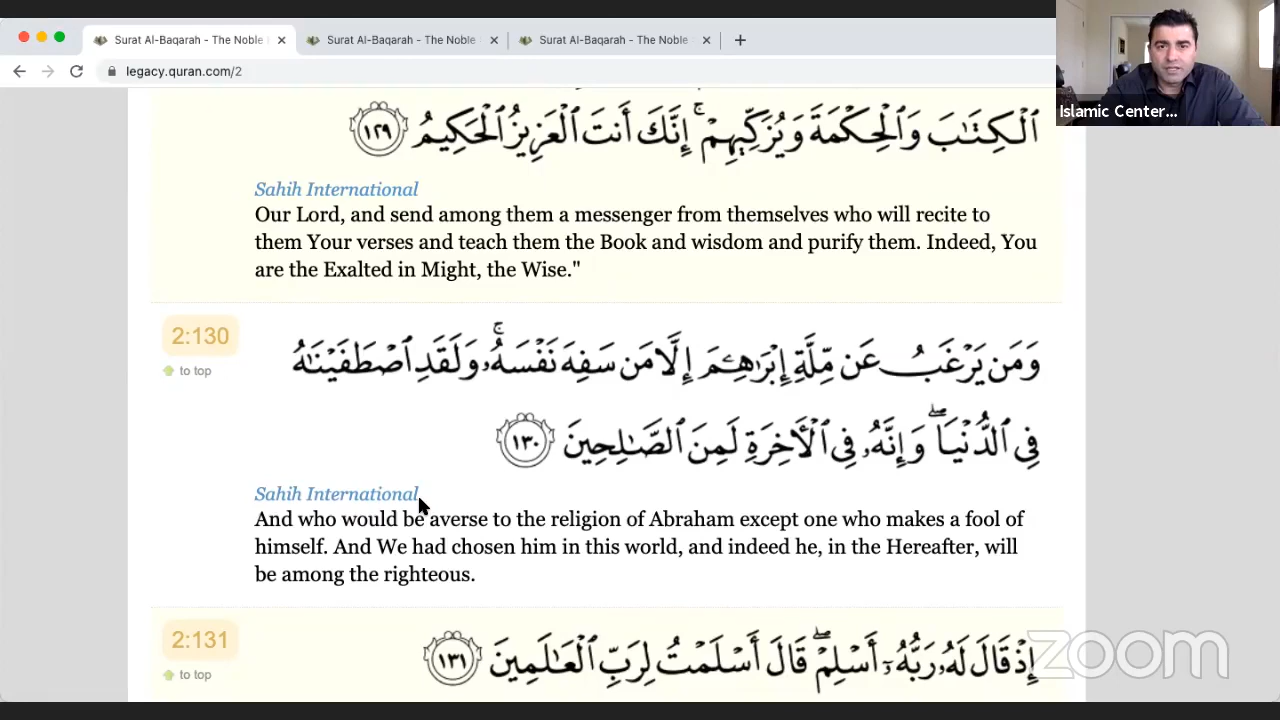 Surat Al-Baqarah - The Noble
Surat Al-Baqarah - The Noble
Surat Al-Baqarah - The Noble
legacy.quran.com/2
Islamic Center...
ٱلْكِتَـٰبَ وَٱلْحِكْمَةَ وَيُزَكِّيهِمْ ۚ إِنَّكَ أَنتَ ٱلْعَزِيزُ ٱلْحَكِيمُ ١٢٩
Sahih International
Our Lord, and send among them a messenger from themselves who will recite to
them Your verses and teach them the Book and wisdom and purify them. Indeed, You
are the Exalted in Might, the Wise."
2:130
to top
وَمَن يَرْغَبُ عَن مِّلَّةِ إِبْرَٰهِـۧمَ إِلَّا مَن سَفِهَ نَفْسَهُۥ ۚ وَلَقَدِ ٱصْطَفَيْنَـٰهُ
فِى ٱلدُّنْيَا ۖ وَإِنَّهُۥ فِى ٱلْـَٔاخِرَةِ لَمِنَ ٱلصَّـٰلِحِينَ ١٣٠
Sahih International
And who would be averse to the religion of Abraham except one who makes a fool of
himself. And We had chosen him in this world, and indeed he, in the Hereafter, will
be among the righteous.
2:131
to top
إِذْ قَالَ لَهُۥ رَبُّهُۥٓ أَسْلِمْ ۖ قَالَ أَسْلَمْتُ لِرَبِّ ٱلْعَـٰلَمِينَ ١٣١
zoom